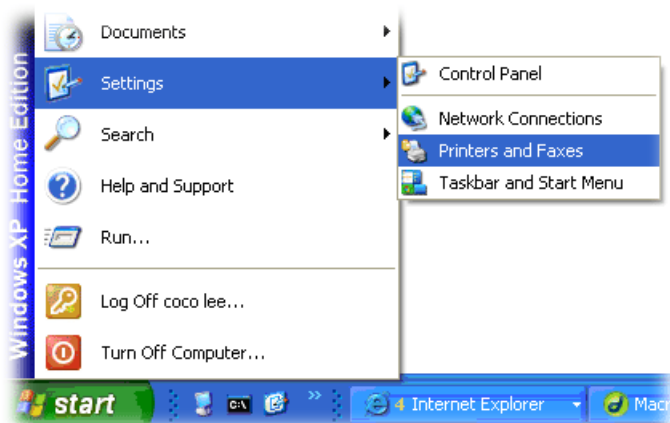 Windows XP Home Edition
Documents
Settings
Search
Help and Support
Run...
Log Off coco lee...
Turn Off Computer...
Control Panel
Network Connections
Printers and Faxes
Taskbar and Start Menu
start
C:\
»
4 Internet Explorer
Macr